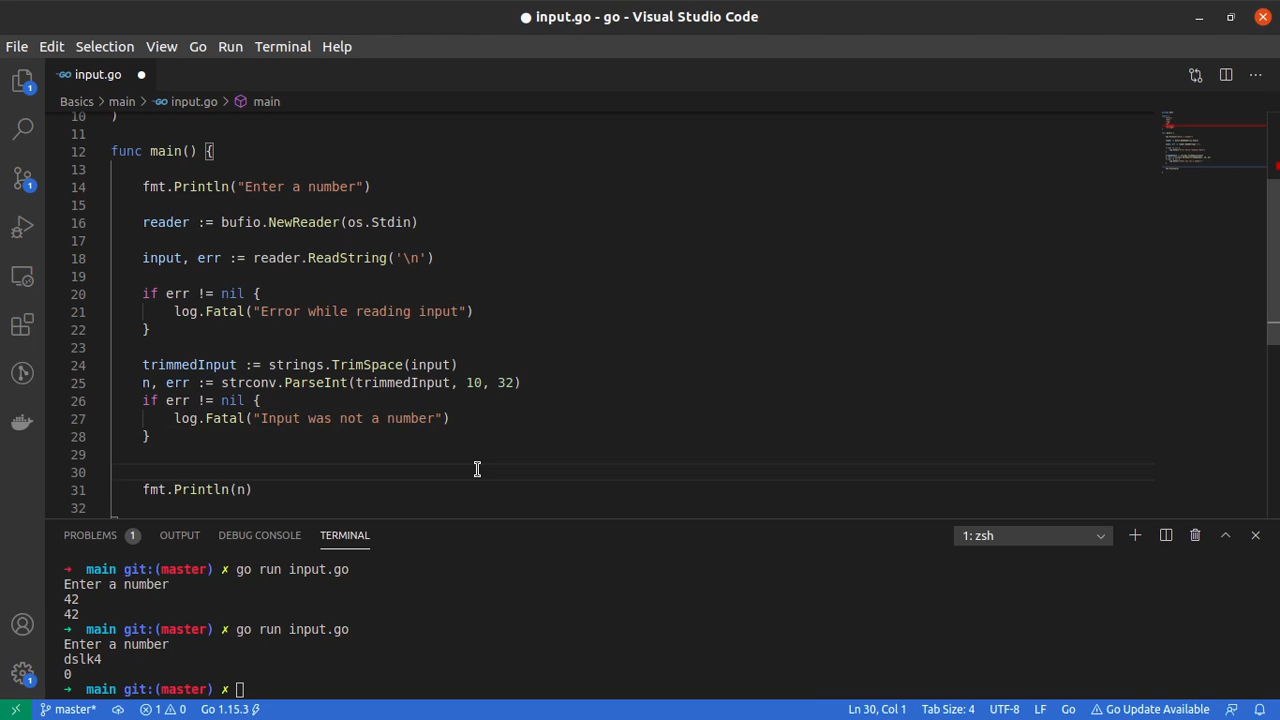 input.go - go - Visual Studio Code
File Edit Selection View Go Run Terminal Help
input.go
Basics main input.go main
10 )
11
12 func main() {
13
14 fmt.Println("Enter a number")
15
16 reader := bufio.NewReader(os.Stdin)
17
18 input, err := reader.ReadString('\n')
19
20 if err != nil {
21 log.Fatal("Error while reading input")
22 }
23
24 trimmedInput := strings.TrimSpace(input)
25 n, err := strconv.ParseInt(trimmedInput, 10, 32)
26 if err != nil {
27 log.Fatal("Input was not a number")
28 }
29
30
31 fmt.Println(n)
32
PROBLEMS 1 OUTPUT DEBUG CONSOLE TERMINAL 1: zsh
→ main git:(master) ✗ go run input.go
Enter a number
42
42
→ main git:(master) ✗ go run input.go
Enter a number
dslk4
0
→ main git:(master) ✗
master* 1 0 Go 1.15.3 Ln 30, Col 1 Tab Size: 4 UTF-8 LF Go Go Update Available